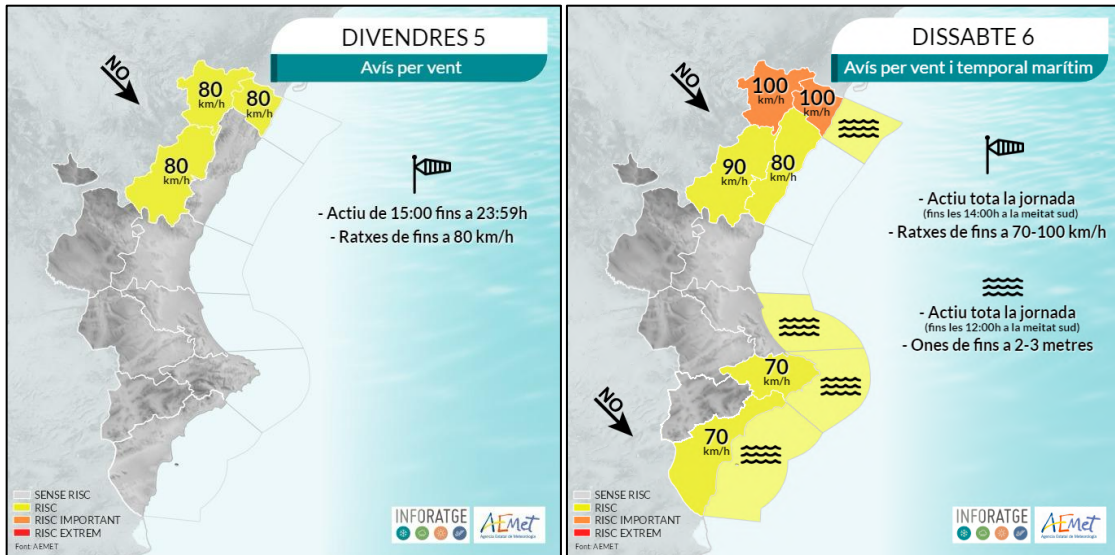 DIVENDRES 5
Avís per vent
NO
80
km/h
80
km/h
80
km/h
- Actiu de 15:00 fins a 23:59h
- Ratxes de fins a 80 km/h
SENSE RISC
RISC
RISC IMPORTANT
RISC EXTREM
Font: AEMET
INFORATGE
AEMet
Agencia Estatal de Meteorología
DISSABTE 6
Avís per vent i temporal marítim
NO
100
km/h
100
km/h
90
km/h
80
km/h
- Actiu tota la jornada
(fins les 14:00h a la meitat sud)
- Ratxes de fins a 70-100 km/h
- Actiu tota la jornada
(fins les 12:00h a la meitat sud)
- Ones de fins a 2-3 metres
70
km/h
NO
70
km/h
SENSE RISC
RISC
RISC IMPORTANT
RISC EXTREM
Font: AEMET
INFORATGE
AEMet
Agencia Estatal de Meteorología